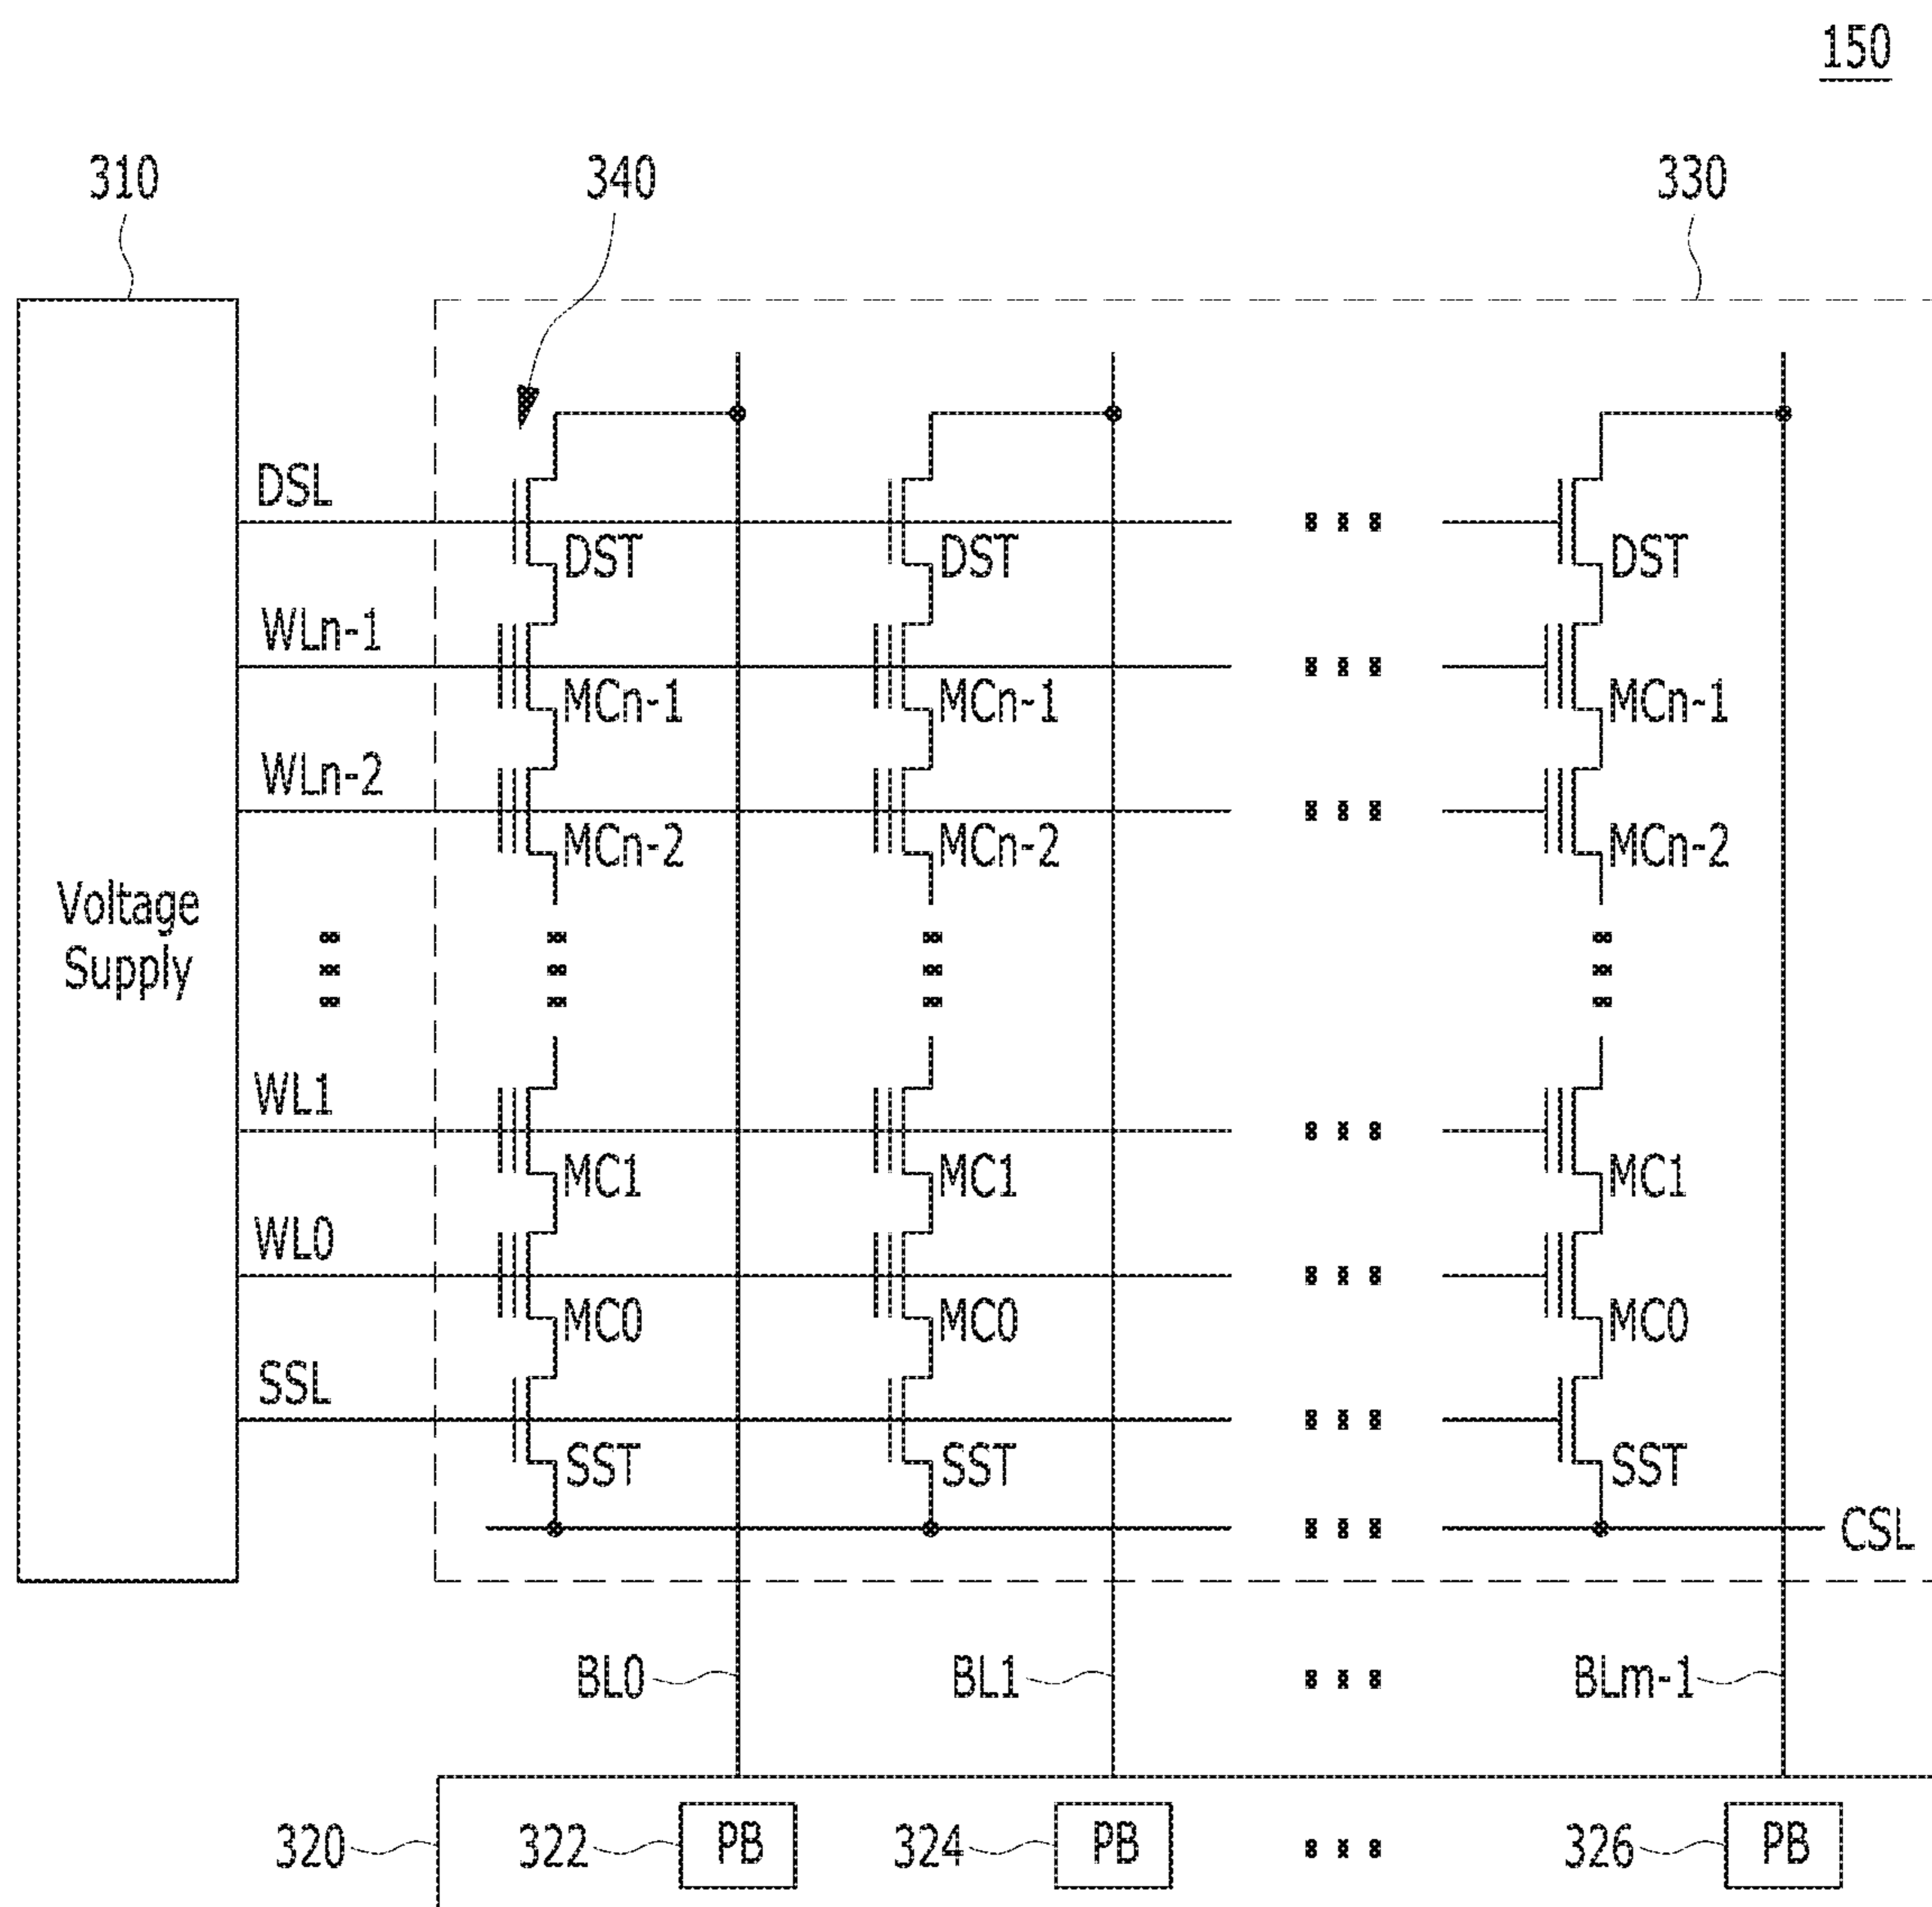 150
310
340
330
DSL
DST
DST
DST
WLn-1
MCn-1
MCn-1
MCn-1
WLn-2
MCn-2
MCn-2
MCn-2
Voltage
Supply
WL1
MC1
MC1
MC1
WL0
MC0
MC0
MC0
SSL
SST
SST
SST
CSL
BL0
BL1
BLm-1
320
322
PB
324
PB
326
PB